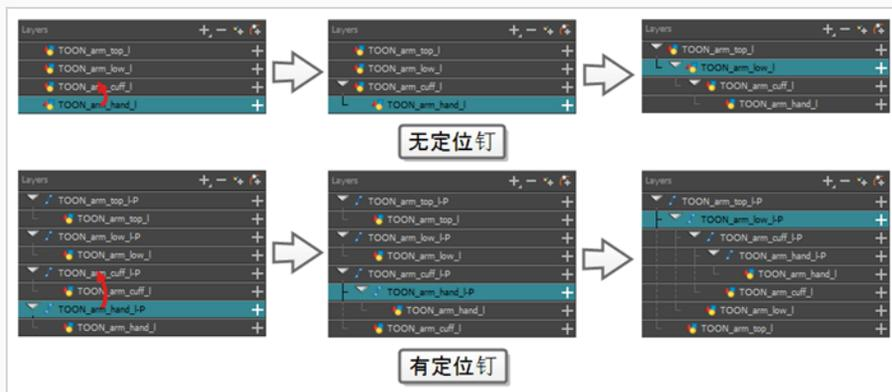 Layers
TOON_arm_top_l
TOON_arm_low_l
TOON_arm_cuff_l
TOON_arm_hand_l
Layers
TOON_arm_top_l
TOON_arm_low_l
TOON_arm_cuff_l
TOON_arm_hand_l
Layers
TOON_arm_top_l
TOON_arm_low_l
TOON_arm_cuff_l
TOON_arm_hand_l
无定位钉
Layers
TOON_arm_top_l-P
TOON_arm_top_l
TOON_arm_low_l-P
TOON_arm_low_l
TOON_arm_cuff_l-P
TOON_arm_cuff_l
TOON_arm_hand_l-P
TOON_arm_hand_l
Layers
TOON_arm_top_l-P
TOON_arm_top_l
TOON_arm_low_l-P
TOON_arm_low_l
TOON_arm_cuff_l-P
TOON_arm_hand_l-P
TOON_arm_hand_l
TOON_arm_cuff_l
Layers
TOON_arm_top_l-P
TOON_arm_low_l-P
TOON_arm_cuff_l-P
TOON_arm_hand_l-P
TOON_arm_hand_l
TOON_arm_cuff_l
TOON_arm_low_l
TOON_arm_top_l
有定位钉